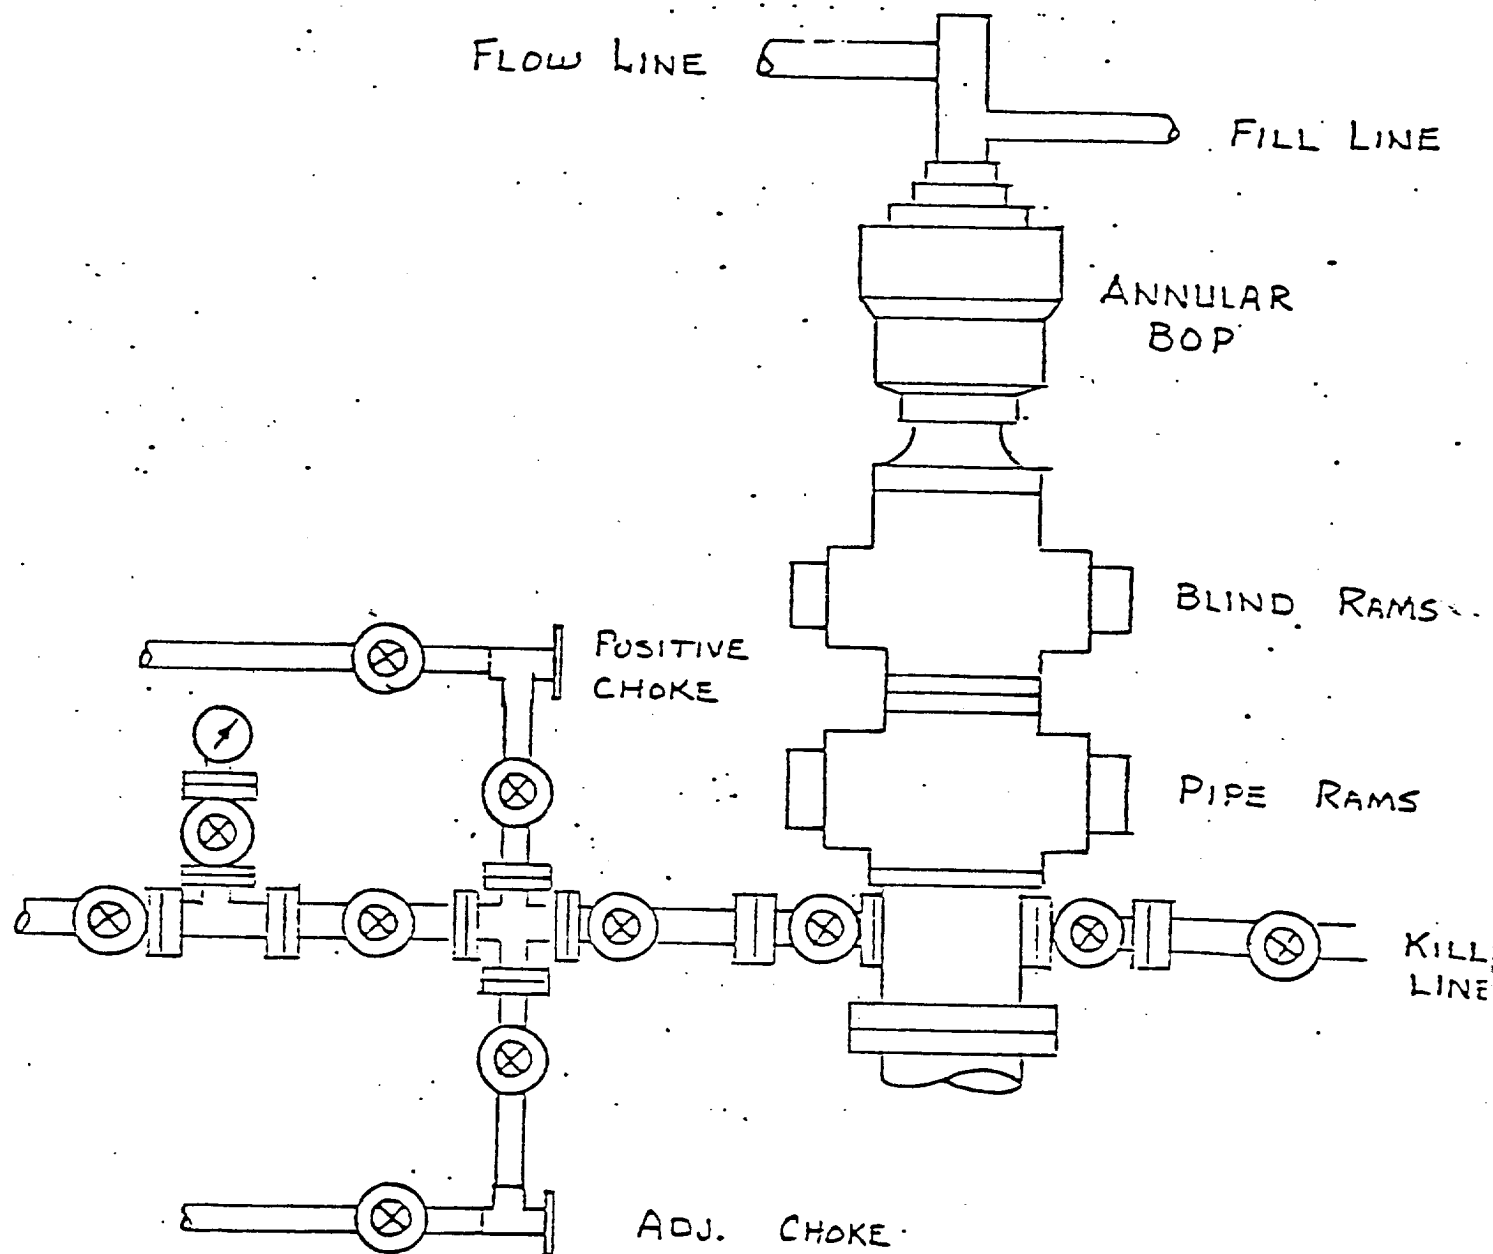 FLOW LINE
FILL LINE
ANNULAR
BOP
BLIND RAMS
POSITIVE
CHOKE
PIPE RAMS
KILL
LINE
ADJ. CHOKE